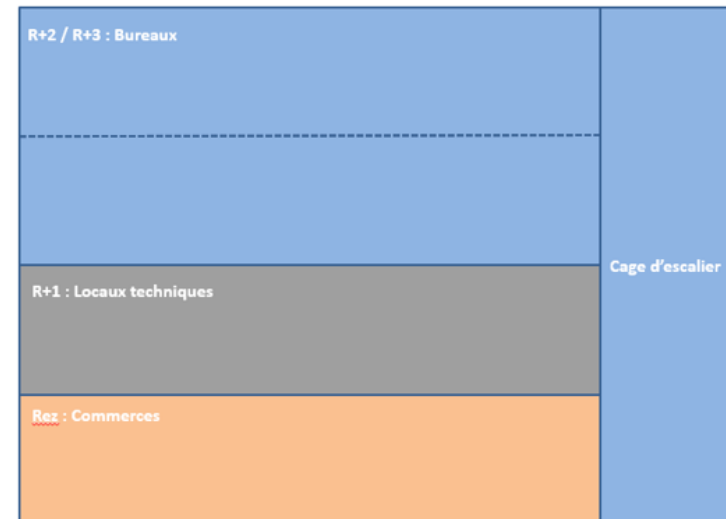 R+2 / R+3 : Bureaux
Cage d'escalier
R+1 : Locaux techniques
Rez : Commerces